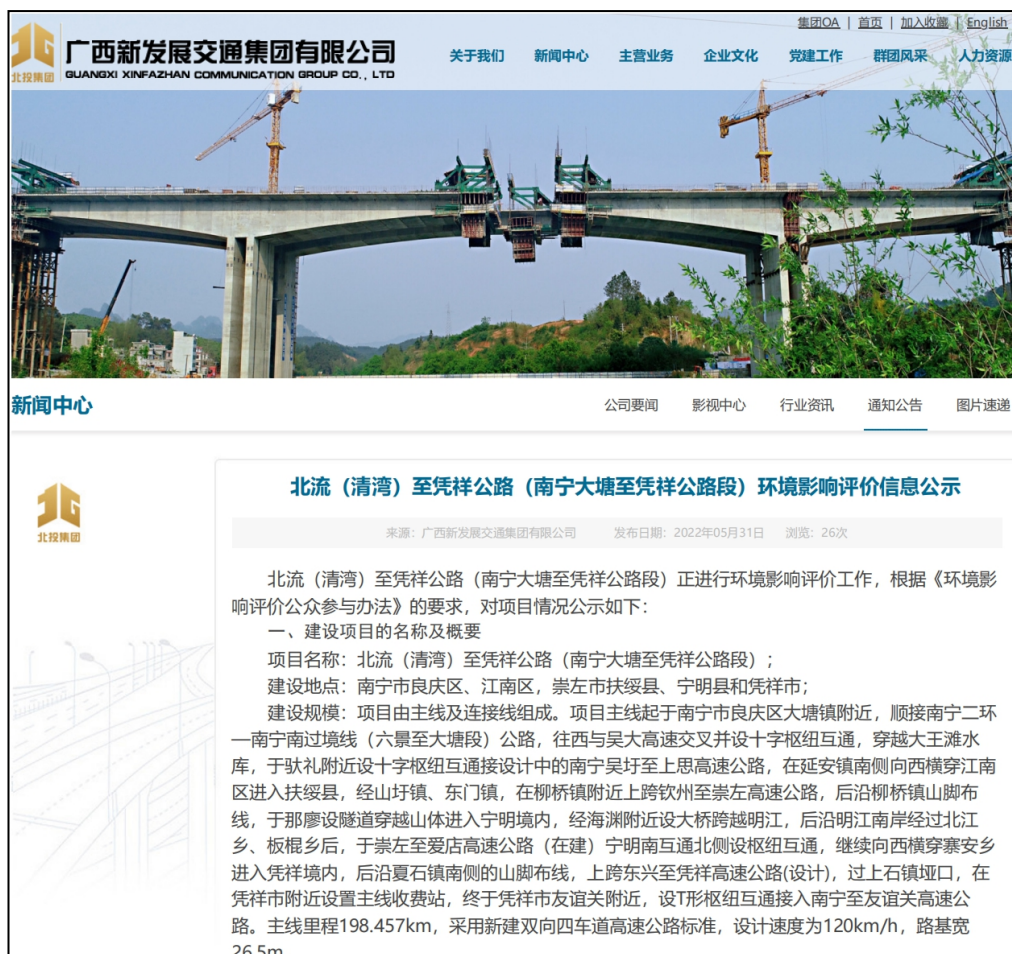 集团OA | 首页 | 加入收藏 | English
北投集团
广西新发展交通集团有限公司
GUANGXI XINFAZHAN COMMUNICATION GROUP CO., LTD
关于我们 新闻中心 主营业务 企业文化 党建工作 群团风采 人力资源
新闻中心
公司要闻 影视中心 行业资讯 通知公告 图片速递
北投集团
北流（清湾）至凭祥公路（南宁大塘至凭祥公路段）环境影响评价信息公示
来源：广西新发展交通集团有限公司 发布日期：2022年05月31日 浏览：26次
北流（清湾）至凭祥公路（南宁大塘至凭祥公路段）正进行环境影响评价工作，根据《环境影
响评价公众参与办法》的要求，对项目情况公示如下：
一、建设项目的名称及概要
项目名称：北流（清湾）至凭祥公路（南宁大塘至凭祥公路段）；
建设地点：南宁市良庆区、江南区，崇左市扶绥县、宁明县和凭祥市；
建设规模：项目由主线及连接线组成。项目主线起于南宁市良庆区大塘镇附近，顺接南宁二环
—南宁南过境线（六景至大塘段）公路，往西与吴大高速交叉并设十字枢纽互通，穿越大王滩水
库，于驮礼附近设十字枢纽互通接设计中的南宁吴圩至上思高速公路，在延安镇南侧向西横穿江南
区进入扶绥县，经山圩镇、东门镇，在柳桥镇附近上跨钦州至崇左高速公路，后沿柳桥镇山脚布
线，于那廖设隧道穿越山体进入宁明境内，经海渊附近设大桥跨越明江，后沿明江南岸经过北江
乡、板棍乡后，于崇左至爱店高速公路（在建）宁明南互通北侧设枢纽互通，继续向西横穿寨安乡
进入凭祥境内，后沿夏石镇南侧的山脚布线，上跨东兴至凭祥高速公路(设计)，过上石镇垭口，在
凭祥市附近设置主线收费站，终于凭祥市友谊关附近，设T形枢纽互通接入南宁至友谊关高速公
路。主线里程198.457km，采用新建双向四车道高速公路标准，设计速度为120km/h，路基宽
26.5m